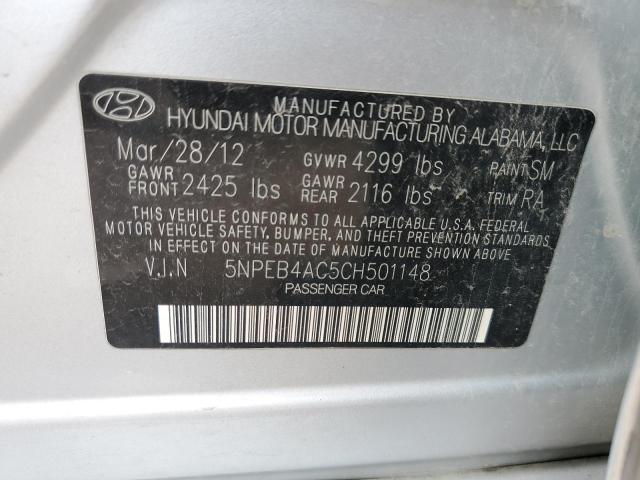 MANUFACTURED BY
HYUNDAI MOTOR MANUFACTURING ALABAMA, LLC
Mar/28/12 GVWR 4299 lbs PAINT SM
GAWR FRONT 2425 lbs GAWR REAR 2116 lbs TRIM RA
THIS VEHICLE CONFORMS TO ALL APPLICABLE U.S.A. FEDERAL
MOTOR VEHICLE SAFETY, BUMPER, AND THEFT PREVENTION STANDARDS
IN EFFECT ON THE DATE OF MANUFACTURE SHOWN ABOVE
V.I.N 5NPEB4AC5CH501148
PASSENGER CAR